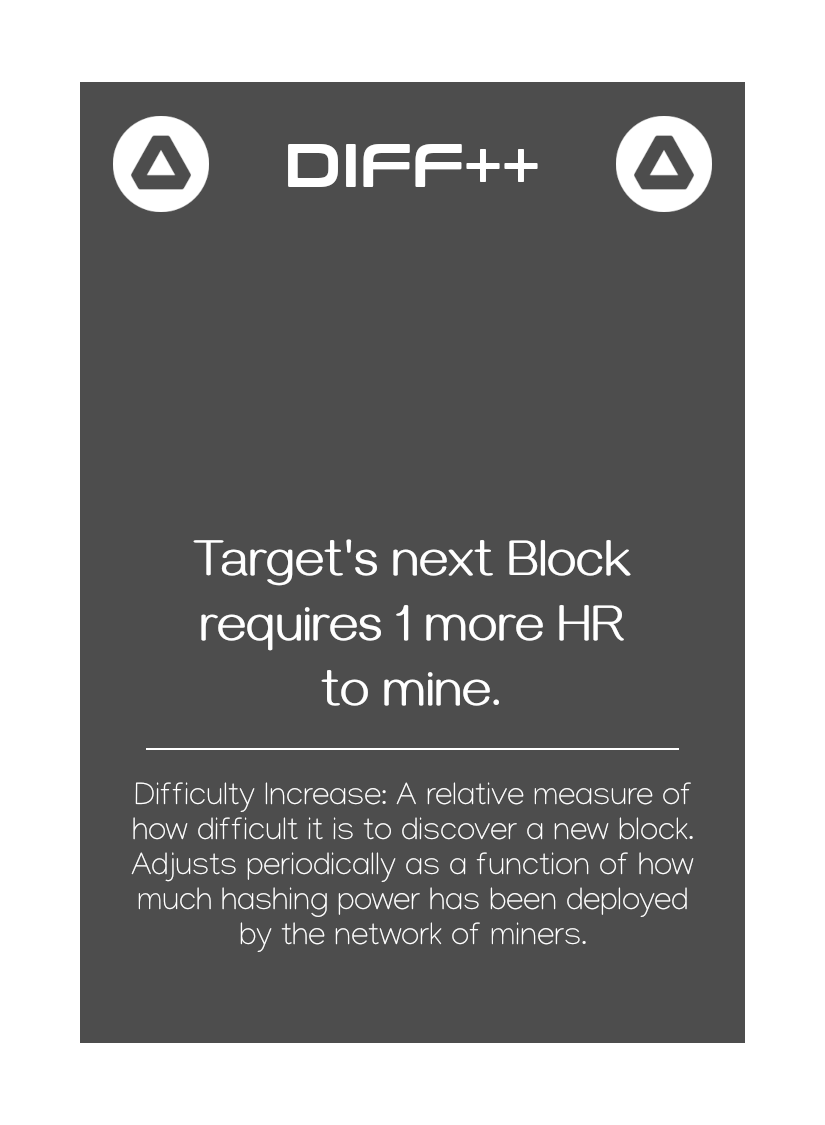 DIFF++
Target's next Block
requires 1 more HR
to mine.
Difficulty Increase: A relative measure of
how difficult it is to discover a new block.
Adjusts periodically as a function of how
much hashing power has been deployed
by the network of miners.